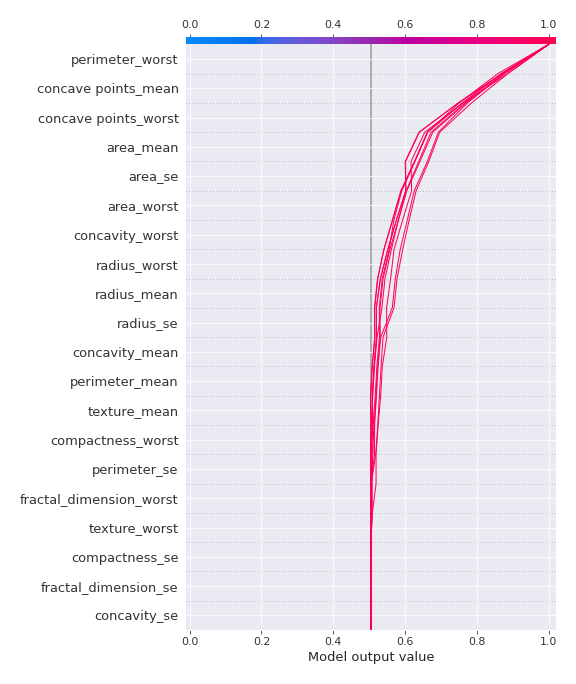 0.0 0.2 0.4 0.6 0.8 1.0
perimeter_worst
concave points_mean
concave points_worst
area_mean
area_se
area_worst
concavity_worst
radius_worst
radius_mean
radius_se
concavity_mean
perimeter_mean
texture_mean
compactness_worst
perimeter_se
fractal_dimension_worst
texture_worst
compactness_se
fractal_dimension_se
concavity_se
0.0 0.2 0.4 0.6 0.8 1.0
Model output value